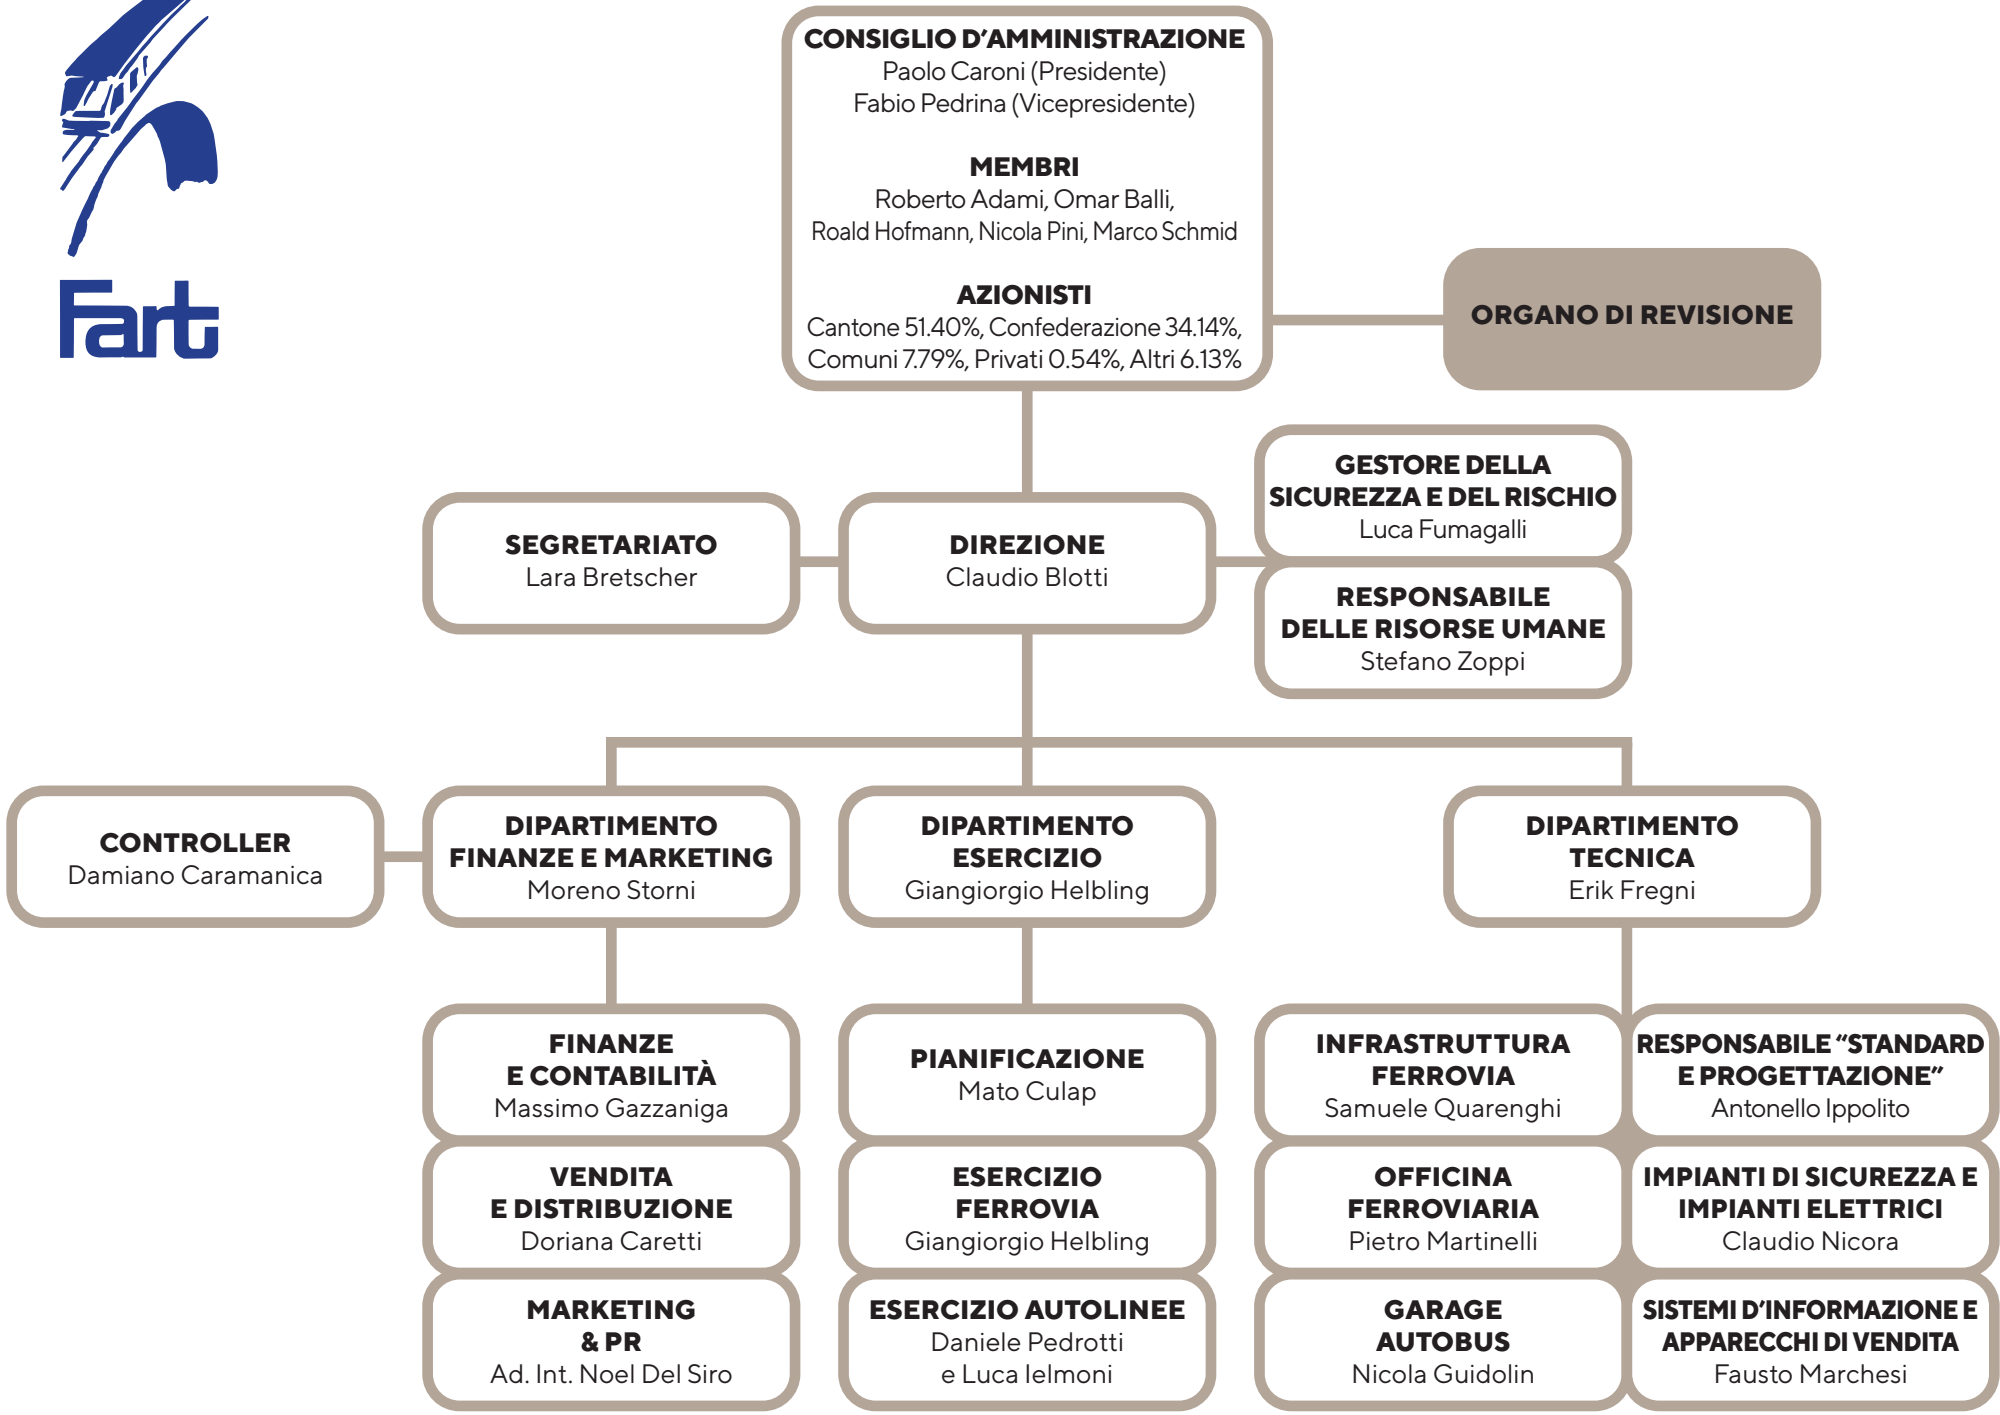 Fart
CONSIGLIO D'AMMINISTRAZIONE
Paolo Caroni (Presidente)
Fabio Pedrina (Vicepresidente)
MEMBRI
Roberto Adami, Omar Balli,
Roald Hofmann, Nicola Pini, Marco Schmid
AZIONISTI
Cantone 51.40%, Confederazione 34.14%,
Comuni 7.79%, Privati 0.54%, Altri 6.13%
ORGANO DI REVISIONE
SEGRETARIATO
Lara Bretscher
DIREZIONE
Claudio Blotti
GESTORE DELLA
SICUREZZA E DEL RISCHIO
Luca Fumagalli
RESPONSABILE
DELLE RISORSE UMANE
Stefano Zoppi
CONTROLLER
Damiano Caramanica
DIPARTIMENTO
FINANZE E MARKETING
Moreno Storni
DIPARTIMENTO
ESERCIZIO
Giangiorgio Helbling
DIPARTIMENTO
TECNICA
Erik Fregni
FINANZE
E CONTABILITÀ
Massimo Gazzaniga
PIANIFICAZIONE
Mato Culap
INFRASTRUTTURA
FERROVIA
Samuele Quarenghi
RESPONSABILE “STANDARD
E PROGETTAZIONE”
Antonello Ippolito
VENDITA
E DISTRIBUZIONE
Doriana Caretti
ESERCIZIO
FERROVIA
Giangiorgio Helbling
OFFICINA
FERROVIARIA
Pietro Martinelli
IMPIANTI DI SICUREZZA E
IMPIANTI ELETTRICI
Claudio Nicora
MARKETING
& PR
Ad. Int. Noel Del Siro
ESERCIZIO AUTOLINEE
Daniele Pedrotti
e Luca Ielmoni
GARAGE
AUTOBUS
Nicola Guidolin
SISTEMI D'INFORMAZIONE E
APPARECCHI DI VENDITA
Fausto Marchesi